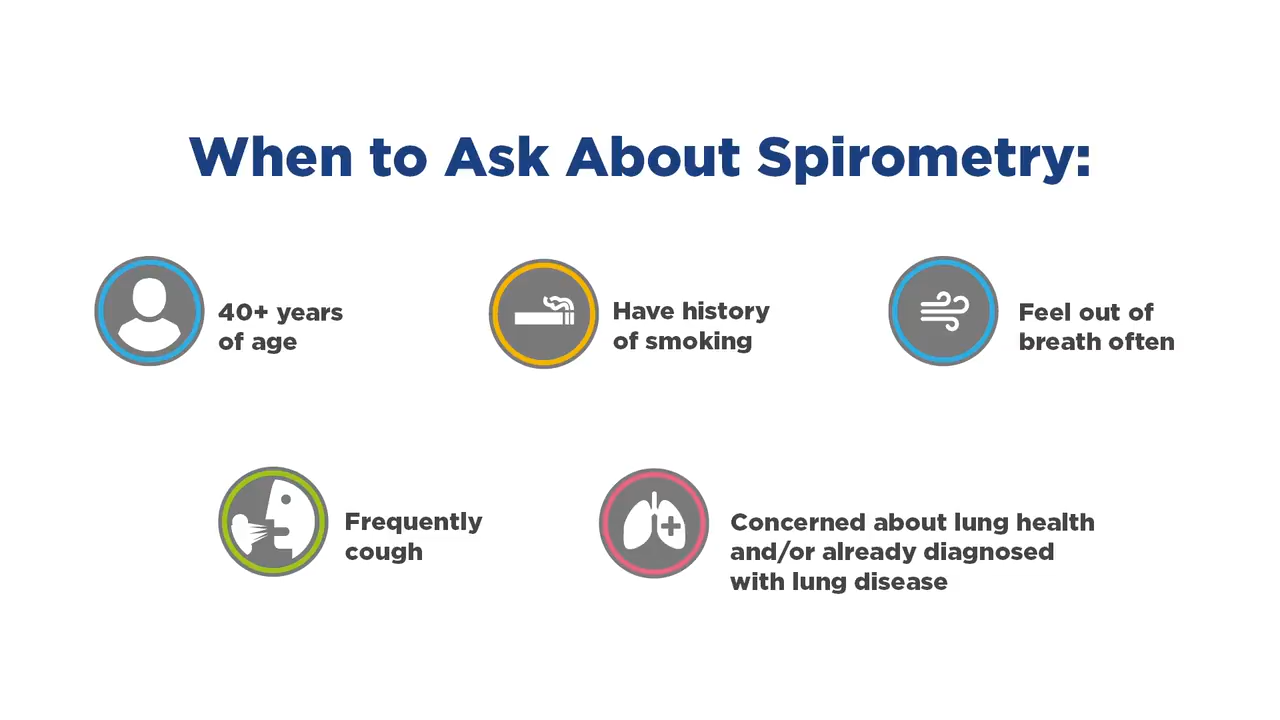 When to Ask About Spirometry:
40+ years
of age
Have history
of smoking
Feel out of
breath often
Frequently
cough
Concerned about lung health
and/or already diagnosed
with lung disease